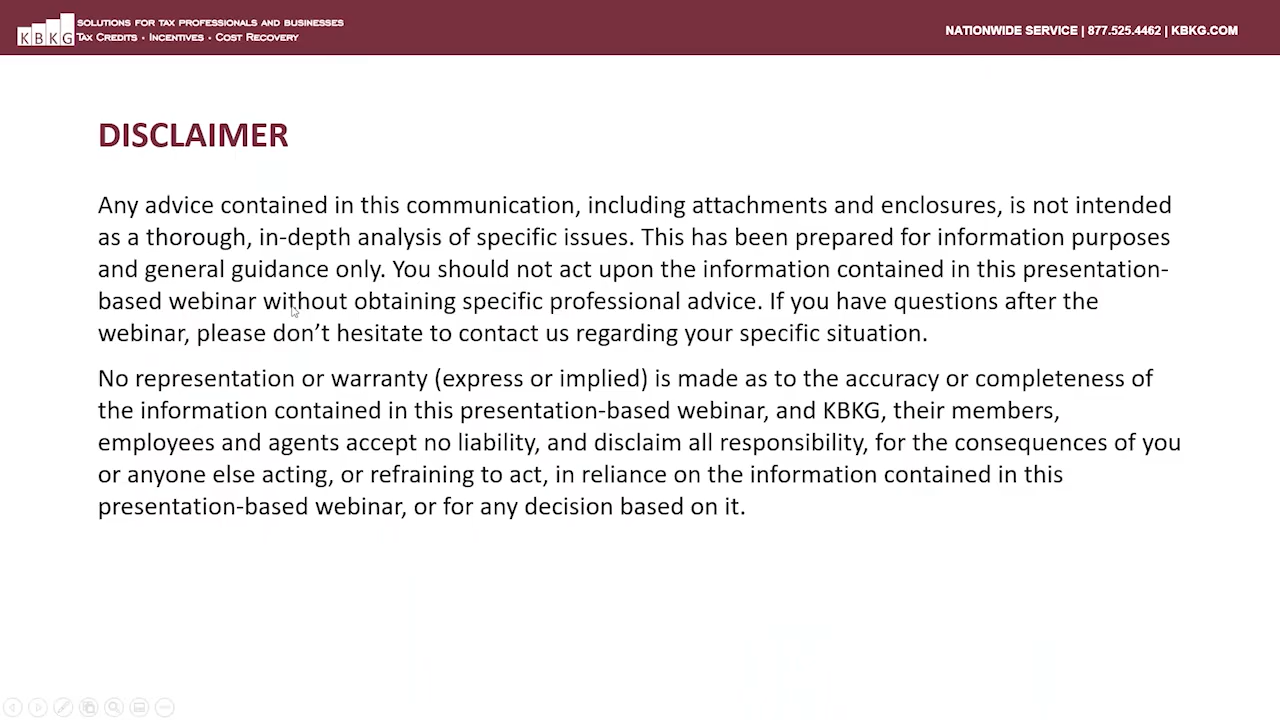 KBKG
SOLUTIONS FOR TAX PROFESSIONALS AND BUSINESSES
TAX CREDITS • INCENTIVES • COST RECOVERY
NATIONWIDE SERVICE | 877.525.4462 | KBKG.COM
DISCLAIMER
Any advice contained in this communication, including attachments and enclosures, is not intended
as a thorough, in-depth analysis of specific issues. This has been prepared for information purposes
and general guidance only. You should not act upon the information contained in this presentation-
based webinar without obtaining specific professional advice. If you have questions after the
webinar, please don’t hesitate to contact us regarding your specific situation.
No representation or warranty (express or implied) is made as to the accuracy or completeness of
the information contained in this presentation-based webinar, and KBKG, their members,
employees and agents accept no liability, and disclaim all responsibility, for the consequences of you
or anyone else acting, or refraining to act, in reliance on the information contained in this
presentation-based webinar, or for any decision based on it.